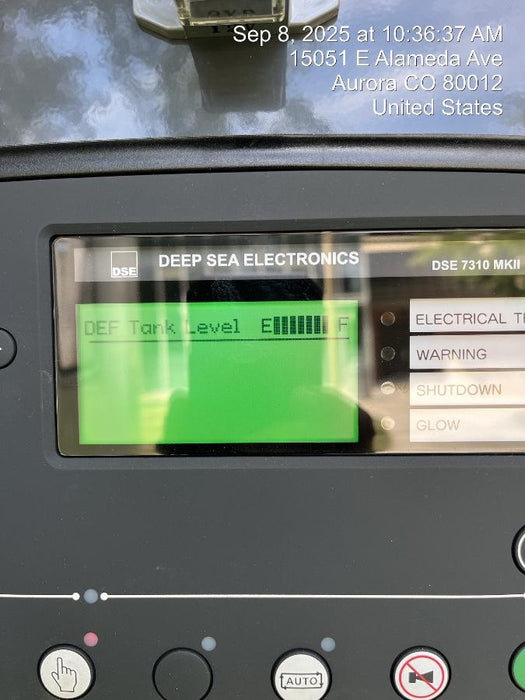 Sep 8, 2025 at 10:36:37 AM
15051 E Alameda Ave
Aurora CO 80012
United States
DSE DEEP SEA ELECTRONICS
DSE 7310 MKII
DEF Tank Level E F
ELECTRICAL
WARNING
SHUTDOWN
GLOW
AUTO